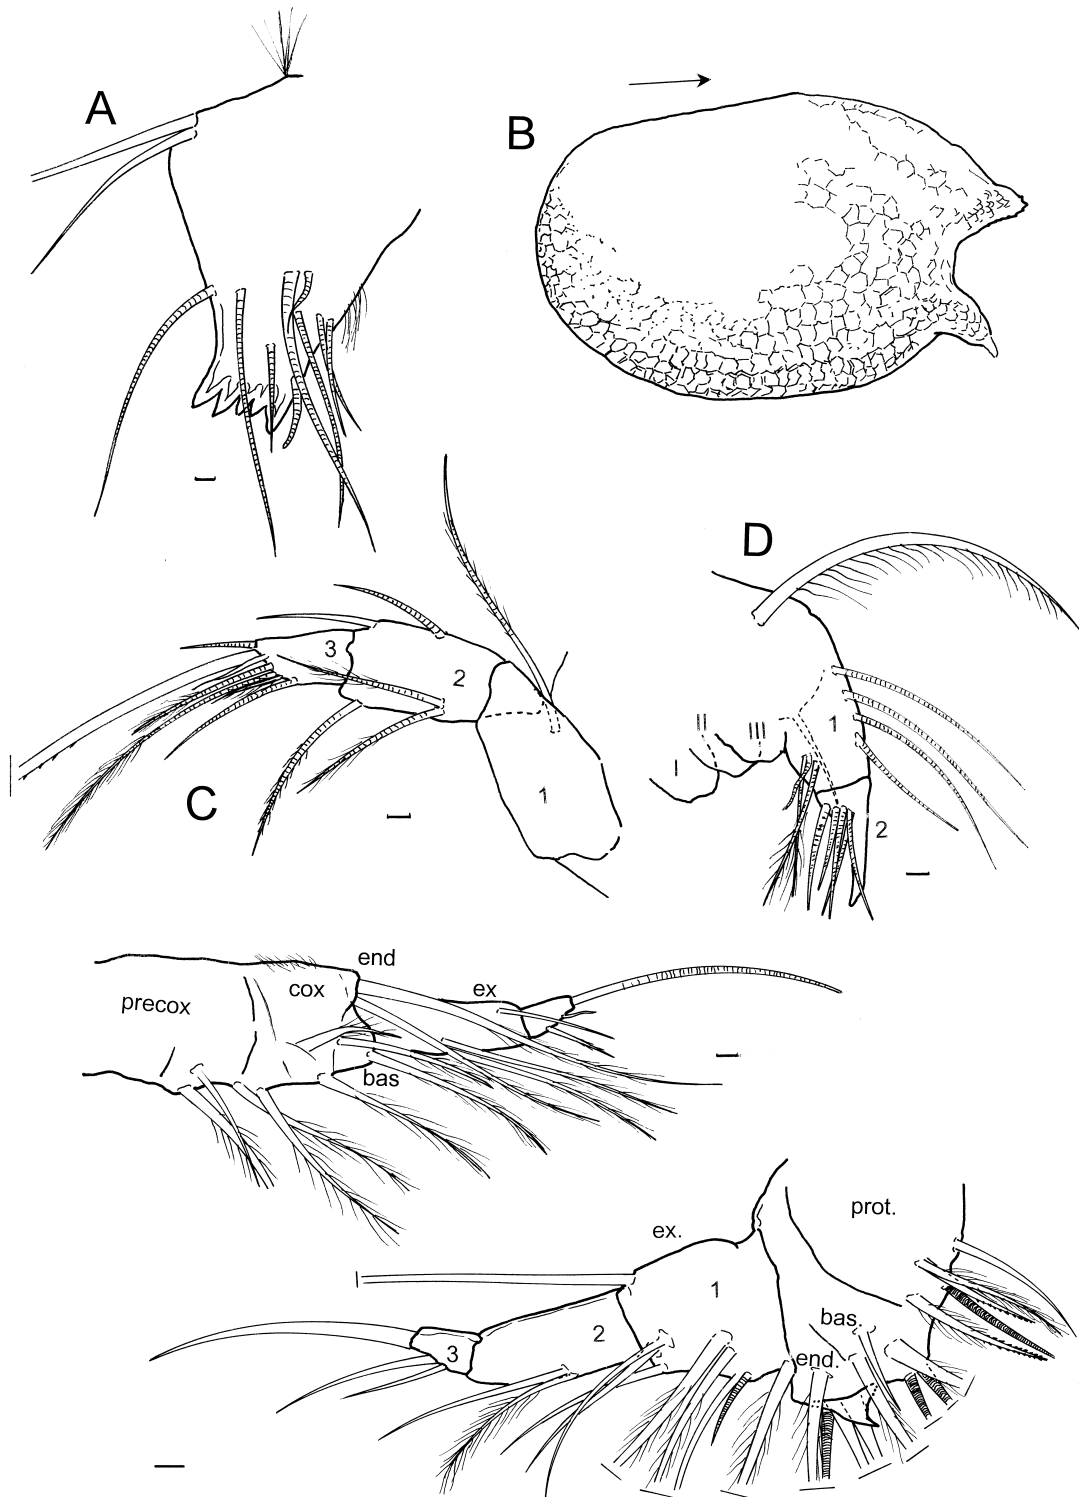 A
B
D
3
2
1
C
II
III
I
1
2
end
cox
ex
precox
bas
prot.
ex.
1
bas.
2
end.
3